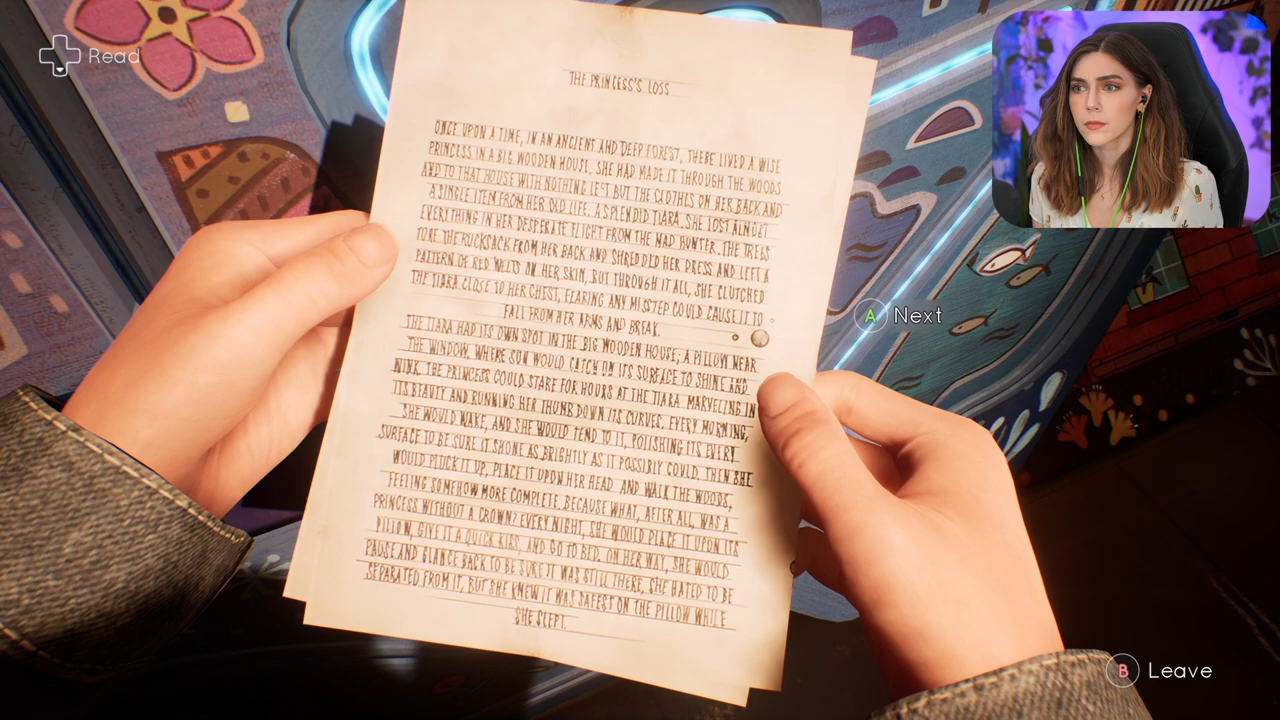 Read
THE PRINCESS'S LOSS
ONCE UPON A TIME, IN AN ANCIENT AND DEEP FOREST, THERE LIVED A WISE
PRINCESS IN A BIG WOODEN HOUSE. SHE HAD MADE IT THROUGH THE WOODS
AND TO THAT HOUSE WITH NOTHING LEFT BUT THE CLOTHES ON HER BACK AND
A SINGLE ITEM FROM HER OLD LIFE: A SPLENDID TIARA. SHE LOST ALMOST
EVERYTHING IN HER DESPERATE FLIGHT FROM THE MAD HUNTER. THE TREES
TORE THE RUCKSACK FROM HER BACK AND SHREDDED HER DRESS AND LEFT A
PATTERN OF RED WELTS ON HER SKIN, BUT THROUGH IT ALL, SHE CLUTCHED
THE TIARA CLOSE TO HER CHEST, FEARING ANY MISSTEP COULD CAUSE IT TO
FALL FROM HER ARMS AND BREAK.
THE TIARA HAD ITS OWN SPOT IN THE BIG WOODEN HOUSE; A PILLOW NEAR
THE WINDOW, WHERE SUN WOULD CATCH ON ITS SURFACE TO SHINE AND
WINK. THE PRINCESS COULD STARE FOR HOURS AT THE TIARA, MARVELING IN
ITS BEAUTY AND RUNNING HER THUMB DOWN ITS CURVES. EVERY MORNING,
SHE WOULD WAKE, AND SHE WOULD TEND TO IT, POLISHING ITS EVERY
SURFACE TO BE SURE IT SHONE AS BRIGHTLY AS IT POSSIBLY COULD. THEN SHE
WOULD PLUCK IT UP, PLACE IT UPON HER HEAD, AND WALK THE WOODS,
FEELING SOMEHOW MORE COMPLETE. BECAUSE WHAT, AFTER ALL, WAS A
PRINCESS WITHOUT A CROWN? EVERY NIGHT, SHE WOULD PLACE IT UPON ITS
PILLOW, GIVE IT A QUICK KISS, AND GO TO BED. ON HER WAY, SHE WOULD
PAUSE AND GLANCE BACK TO BE SURE IT WAS STILL THERE. SHE HATED TO BE
SEPARATED FROM IT, BUT SHE KNEW IT WAS SAFEST ON THE PILLOW WHILE
SHE SLEPT.
A Next
B Leave